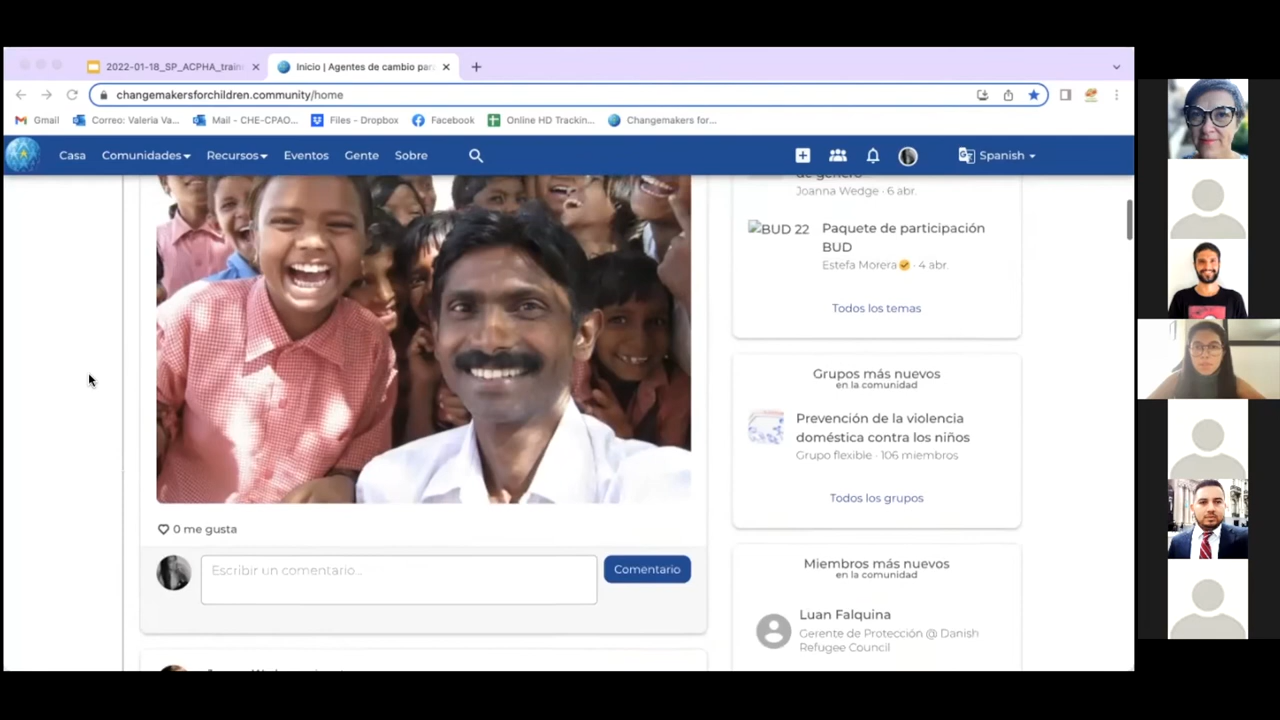 2022-01-18_SP_ACPHA_train
Inicio | Agentes de cambio par
changemakersforchildren.community/home
Gmail
Correo: Valeria Va...
Mail - CHE-CPAO...
Files - Dropbox
Facebook
Online HD Trackin...
Changemakers for...
Casa
Comunidades
Recursos
Eventos
Gente
Sobre
Spanish
de género
Joanna Wedge · 6 abr.
BUD 22
Paquete de participación
BUD
Estefa Morera · 4 abr.
Todos los temas
Grupos más nuevos
en la comunidad
Prevención de la violencia
doméstica contra los niños
Grupo flexible · 106 miembros
Todos los grupos
0 me gusta
Escribir un comentario...
Comentario
Miembros más nuevos
en la comunidad
Luan Falquina
Gerente de Protección @ Danish
Refugee Council